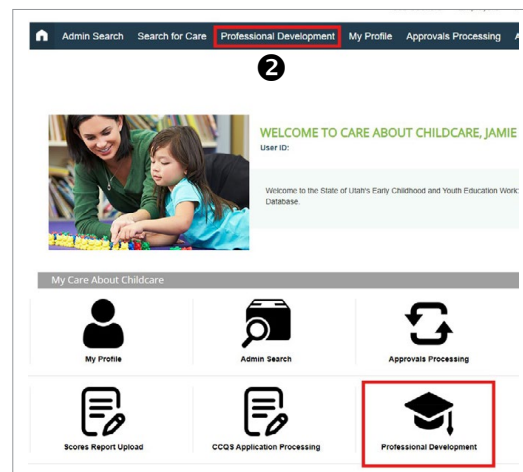 Admin Search Search for Care Professional Development My Profile Approvals Processing
2
WELCOME TO CARE ABOUT CHILDCARE, JAMIE
User ID:
Welcome to the State of Utah's Early Childhood and Youth Education Work
Database.
My Care About Childcare
My Profile Admin Search Approvals Processing
Scores Report Upload CCQS Application Processing Professional Development